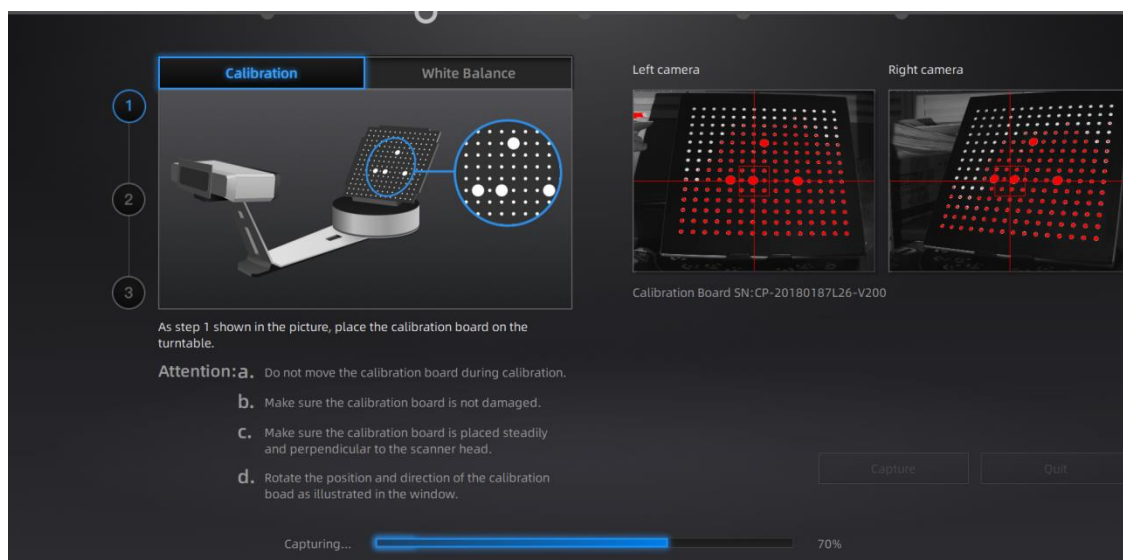 Calibration
White Balance
1
2
3
As step 1 shown in the picture, place the calibration board on the
turntable.
Attention: a. Do not move the calibration board during calibration.
b. Make sure the calibration board is not damaged.
c. Make sure the calibration board is placed steadily
and perpendicular to the scanner head.
d. Rotate the position and direction of the calibration
boad as illustrated in the window.
Left camera
Right camera
Calibration Board SN:CP-20180187L26-V200
Capture
Quit
Capturing...
70%